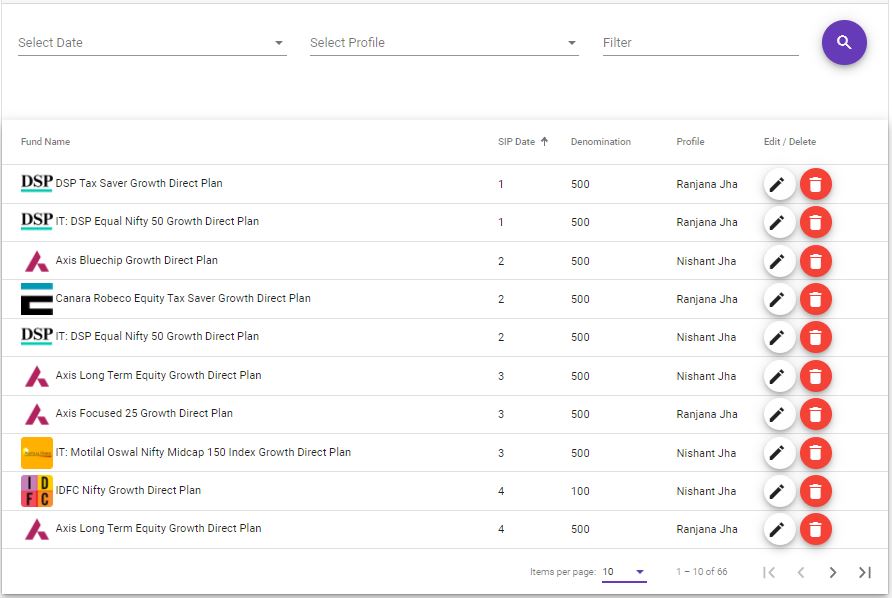 Select Date Select Profile Filter
Fund Name SIP Date Denomination Profile Edit / Delete
DSP DSP Tax Saver Growth Direct Plan 1 500 Ranjana Jha
DSP IT: DSP Equal Nifty 50 Growth Direct Plan 1 500 Ranjana Jha
Axis Bluechip Growth Direct Plan 2 500 Nishant Jha
Canara Robeco Equity Tax Saver Growth Direct Plan 2 500 Ranjana Jha
DSP IT: DSP Equal Nifty 50 Growth Direct Plan 2 500 Nishant Jha
Axis Long Term Equity Growth Direct Plan 3 500 Nishant Jha
Axis Focused 25 Growth Direct Plan 3 500 Ranjana Jha
IT: Motilal Oswal Nifty Midcap 150 Index Growth Direct Plan 3 500 Nishant Jha
IDFC IDFC Nifty Growth Direct Plan 4 100 Nishant Jha
Axis Long Term Equity Growth Direct Plan 4 500 Ranjana Jha
Items per page: 10 1 – 10 of 66